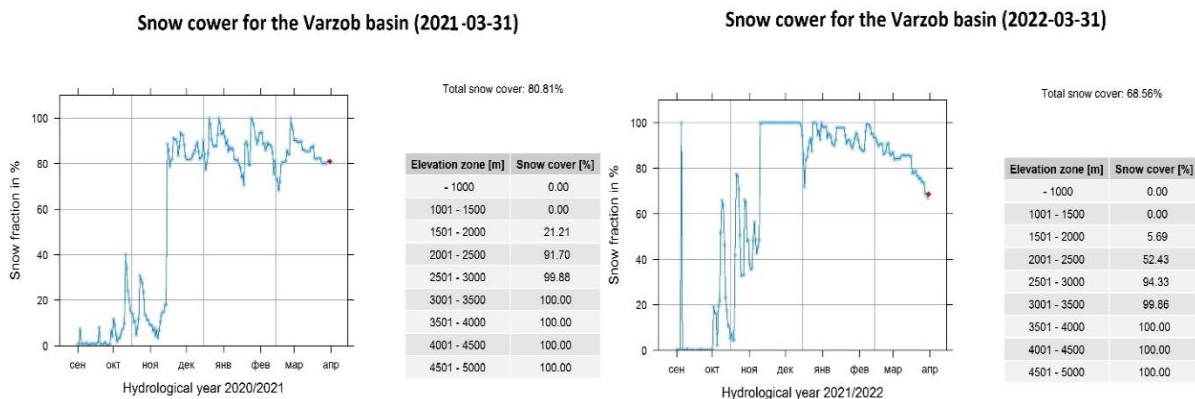 Snow cower for the Varzob basin (2021-03-31)
Total snow cover: 80.81%
Snow fraction in %
100
80
60
40
20
0
сен окт ноя дек янв фев мар апр
Hydrological year 2020/2021
Elevation zone [m] Snow cover [%]
- 1000 0.00
1001 - 1500 0.00
1501 - 2000 21.21
2001 - 2500 91.70
2501 - 3000 99.88
3001 - 3500 100.00
3501 - 4000 100.00
4001 - 4500 100.00
4501 - 5000 100.00
Snow cower for the Varzob basin (2022-03-31)
Total snow cover: 68.56%
Snow fraction in %
100
80
60
40
20
0
сен окт ноя дек янв фев мар апр
Hydrological year 2021/2022
Elevation zone [m] Snow cover [%]
- 1000 0.00
1001 - 1500 0.00
1501 - 2000 5.69
2001 - 2500 52.43
2501 - 3000 94.33
3001 - 3500 99.86
3501 - 4000 100.00
4001 - 4500 100.00
4501 - 5000 100.00